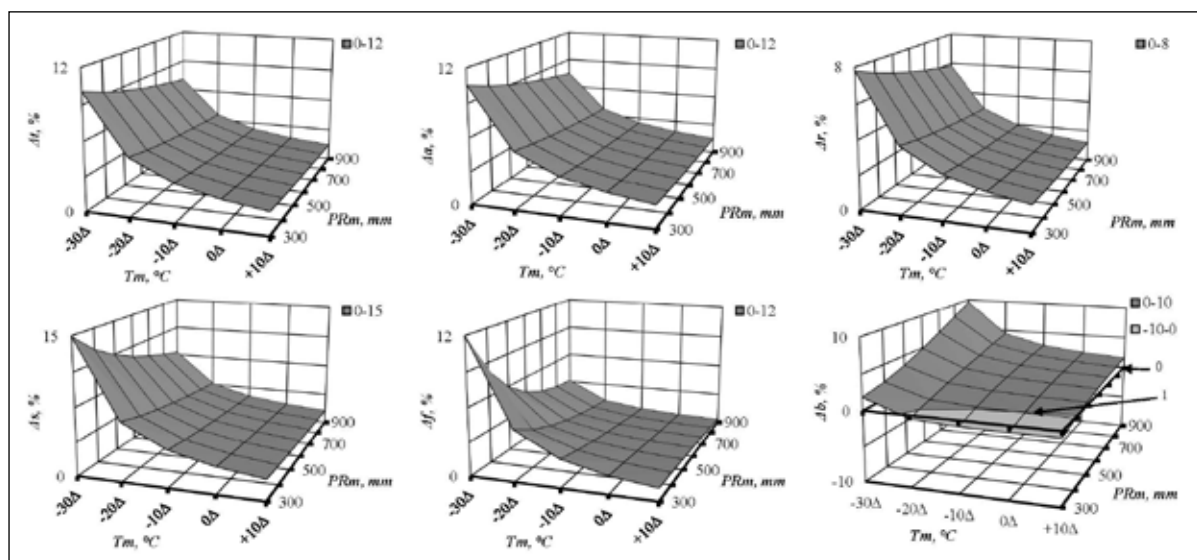 12
0-12
Δt, %
0
900
700
500
300
PRm, mm
-30Δ
-20Δ
-10Δ
0Δ
+10Δ
Tm, °C
12
0-12
Δa, %
0
900
700
500
300
PRm, mm
-30Δ
-20Δ
-10Δ
0Δ
+10Δ
Tm, °C
8
0-8
Δr, %
0
900
700
500
300
PRm, mm
-30Δ
-20Δ
-10Δ
0Δ
+10Δ
Tm, °C
15
0-15
Δs, %
0
900
700
500
300
PRm, mm
-30Δ
-20Δ
-10Δ
0Δ
+10Δ
Tm, °C
12
0-12
Δf, %
0
900
700
500
300
PRm, mm
-30Δ
-20Δ
-10Δ
0Δ
+10Δ
Tm, °C
0-10
-10-0
10
Δb, %
0
-10
0
1
900
700
500
300
PRm, mm
-30Δ
-20Δ
-10Δ
0Δ
+10Δ
Tm, °C